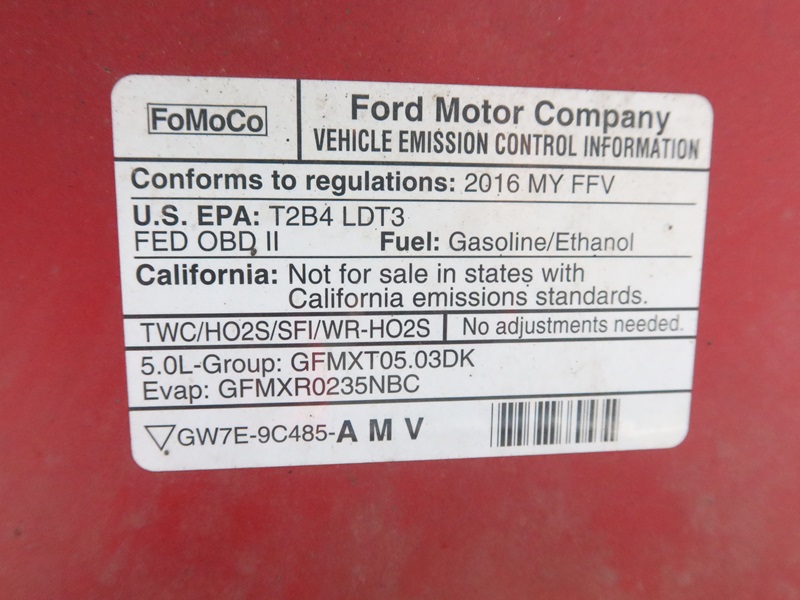 FoMoCo
Ford Motor Company
VEHICLE EMISSION CONTROL INFORMATION
Conforms to regulations: 2016 MY FFV
U.S. EPA: T2B4 LDT3
FED OBD II Fuel: Gasoline/Ethanol
California: Not for sale in states with
California emissions standards.
TWC/HO2S/SFI/WR-HO2S No adjustments needed.
5.0L-Group: GFMXT05.03DK
Evap: GFMXR0235NBC
GW7E-9C485-A M V